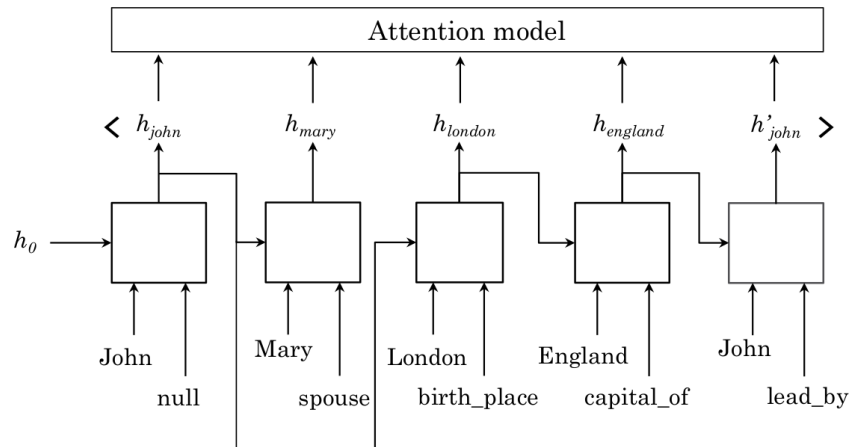 Attention model
< h_john h_mary h_london h_england h'_john >
h_0
John Mary London England John
null spouse birth_place capital_of lead_by